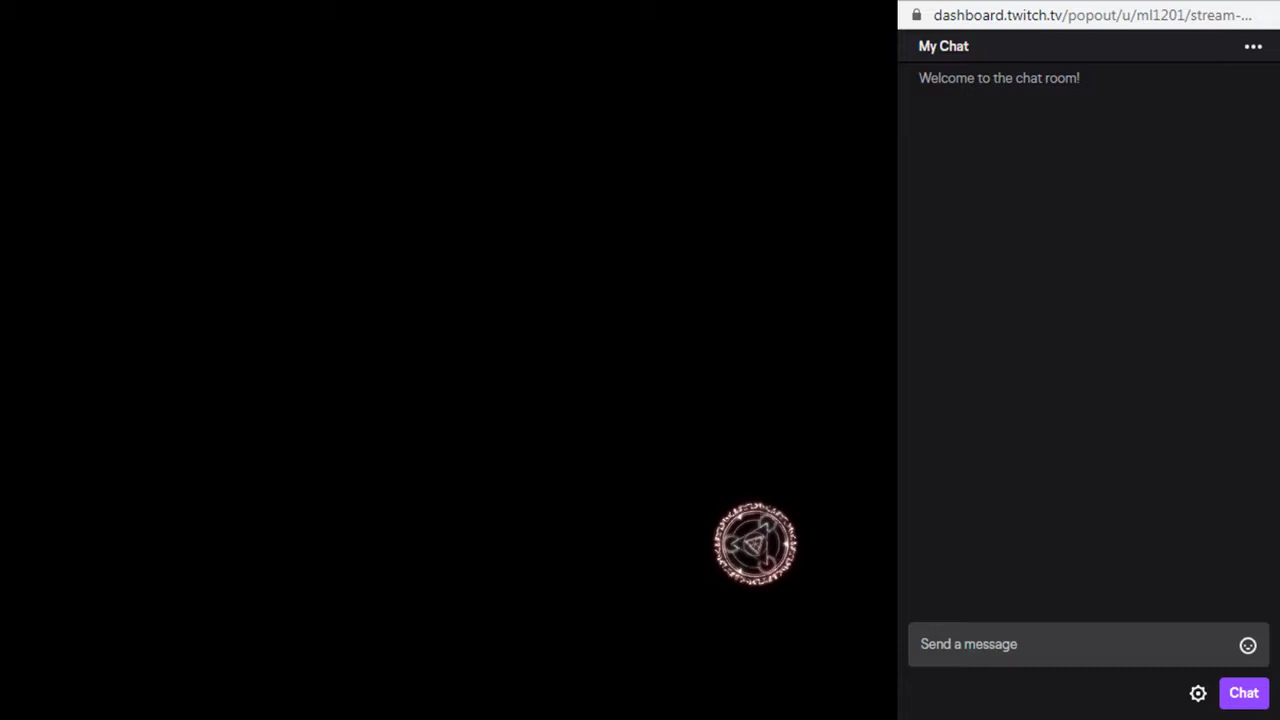 dashboard.twitch.tv/popout/u/ml1201/stream-...
My Chat
Welcome to the chat room!
Send a message
Chat